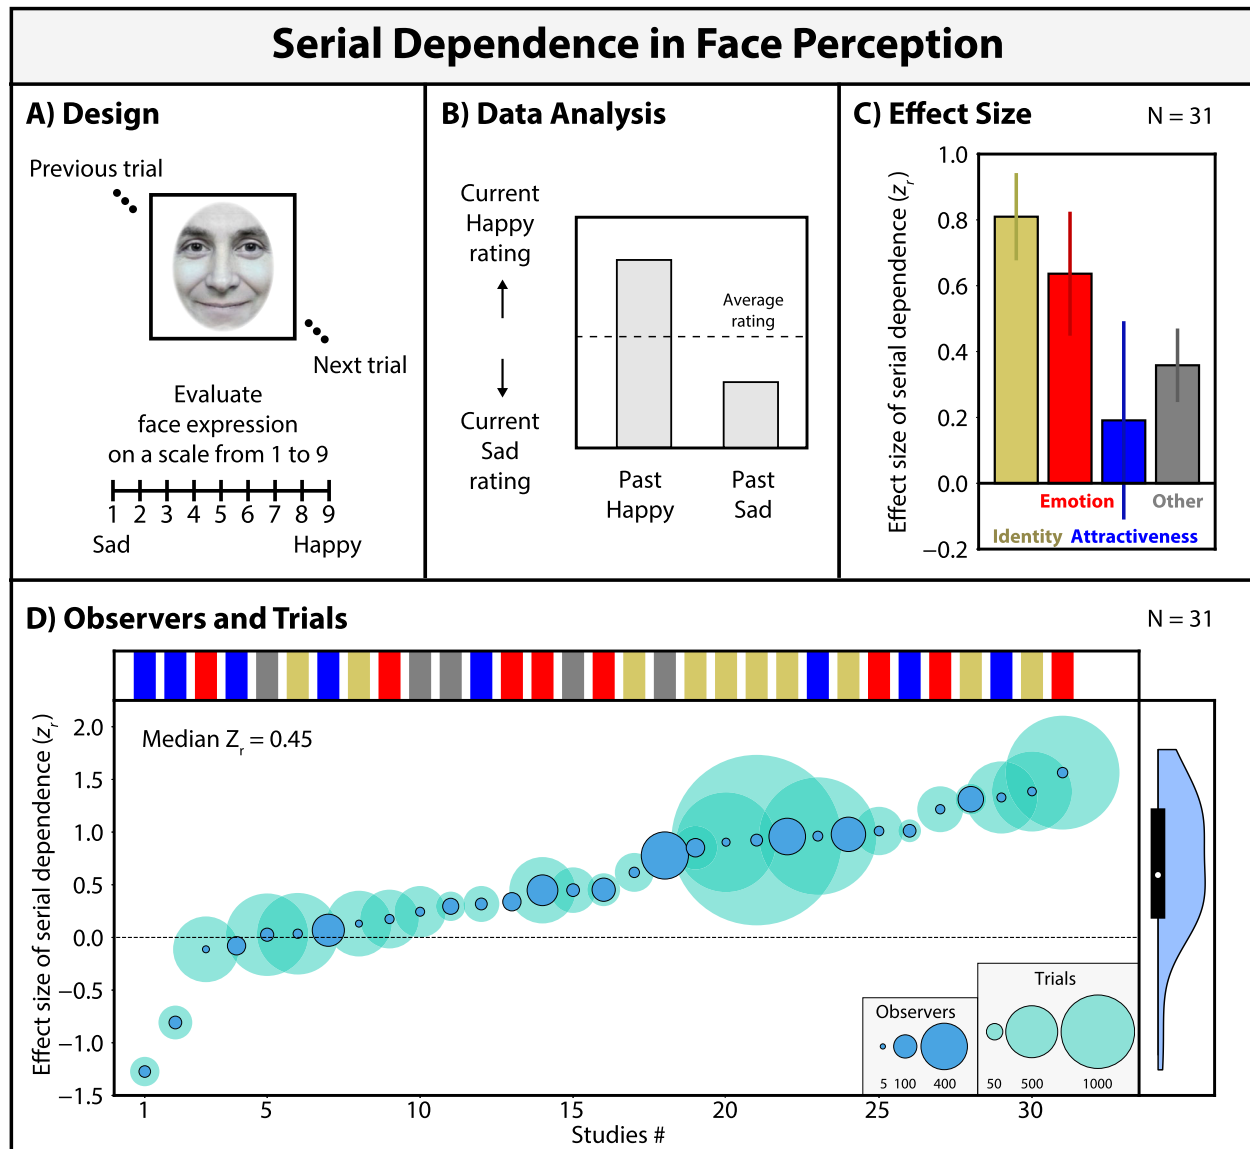 Serial Dependence in Face Perception
A) Design
Previous trial
Next trial
Evaluate
face expression
on a scale from 1 to 9
1 2 3 4 5 6 7 8 9
Sad Happy
B) Data Analysis
Current
Happy
rating
Average
rating
Current
Sad
rating
Past
Happy
Past
Sad
C) Effect Size
N = 31
Effect size of serial dependence (zr)
1.0
0.8
0.6
0.4
0.2
0.0
−0.2
Emotion Other
Identity Attractiveness
D) Observers and Trials
N = 31
Effect size of serial dependence (zr)
2.0
1.5
1.0
0.5
0.0
−0.5
−1.0
−1.5
Median Zr = 0.45
Observers
5 100 400
Trials
50 500 1000
1 5 10 15 20 25 30
Studies #